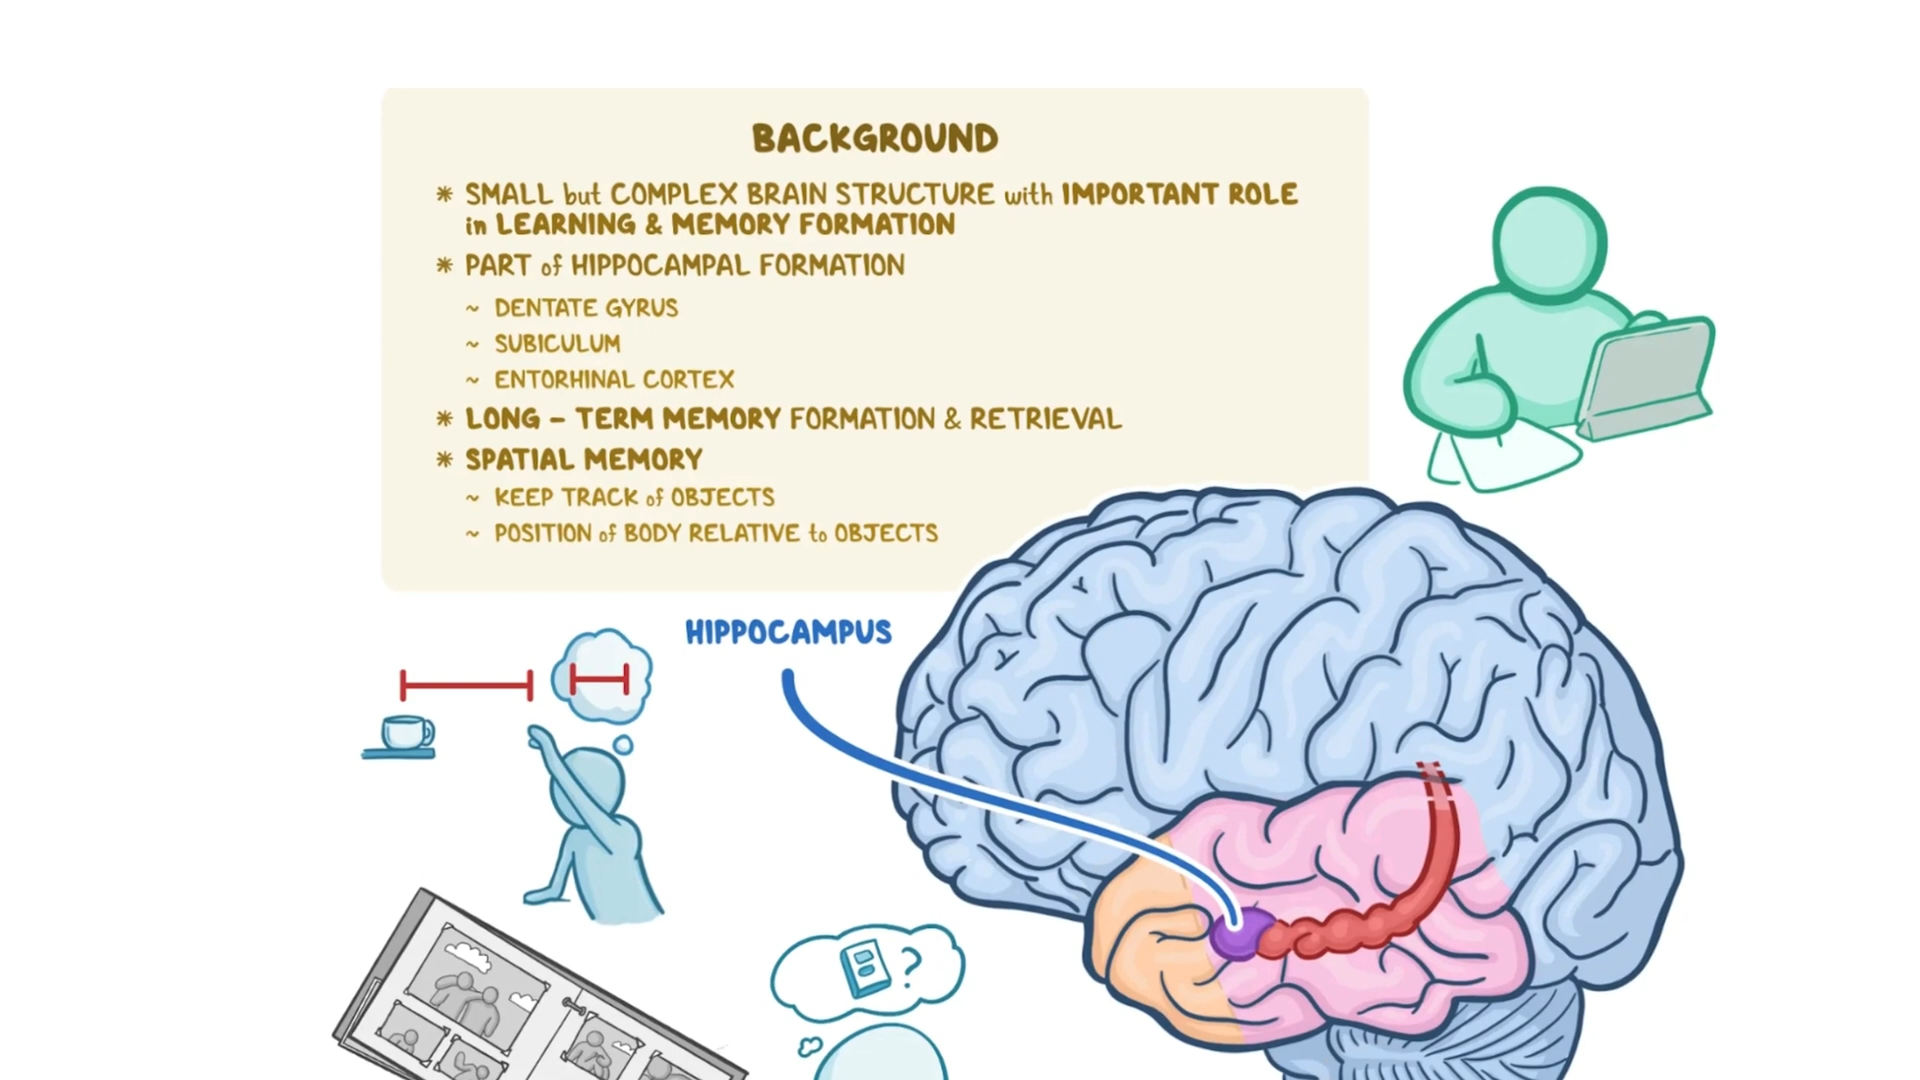 BACKGROUND
* SMALL but COMPLEX BRAIN STRUCTURE with IMPORTANT ROLE
in LEARNING & MEMORY FORMATION
* PART of HIPPOCAMPAL FORMATION
~ DENTATE GYRUS
~ SUBICULUM
~ ENTORHINAL CORTEX
* LONG - TERM MEMORY FORMATION & RETRIEVAL
* SPATIAL MEMORY
~ KEEP TRACK of OBJECTS
~ POSITION of BODY RELATIVE to OBJECTS
HIPPOCAMPUS
?